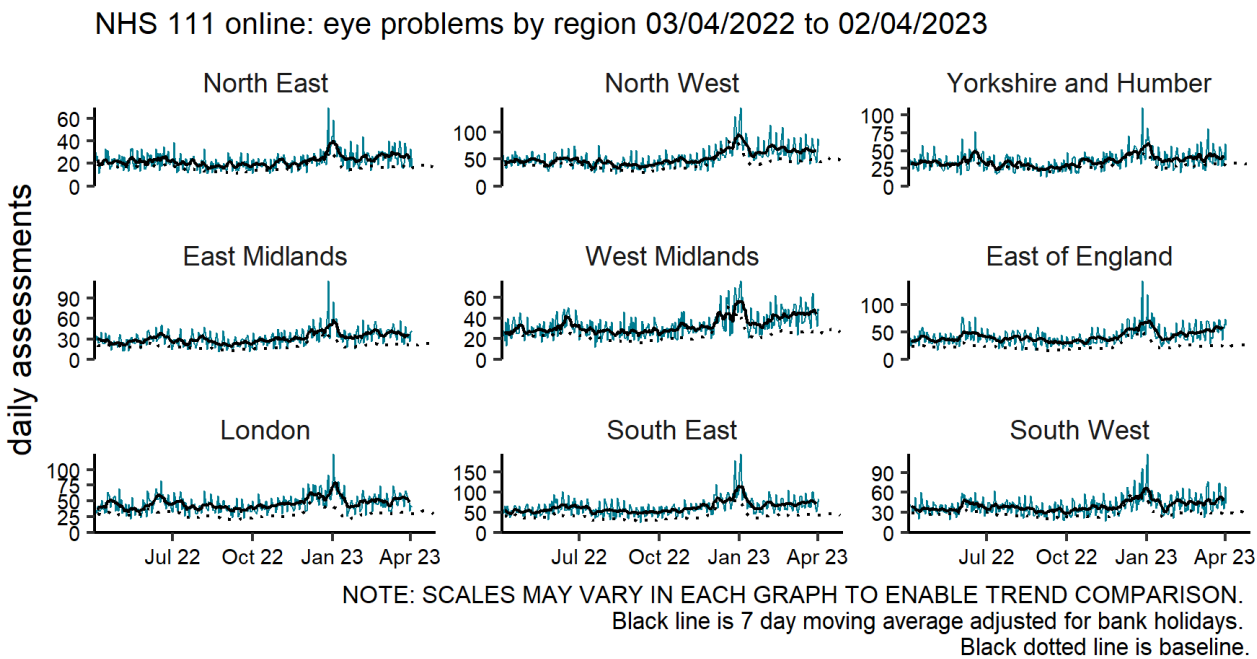 NHS 111 online: eye problems by region 03/04/2022 to 02/04/2023
daily assessments
North East
60
40
20
0
North West
100
50
0
Yorkshire and Humber
100
75
50
25
0
East Midlands
90
60
30
0
West Midlands
60
40
20
0
East of England
100
50
0
London
100
75
50
25
0
South East
150
100
50
0
South West
90
60
30
0
Jul 22 Oct 22 Jan 23 Apr 23
Jul 22 Oct 22 Jan 23 Apr 23
Jul 22 Oct 22 Jan 23 Apr 23
NOTE: SCALES MAY VARY IN EACH GRAPH TO ENABLE TREND COMPARISON.
Black line is 7 day moving average adjusted for bank holidays.
Black dotted line is baseline.